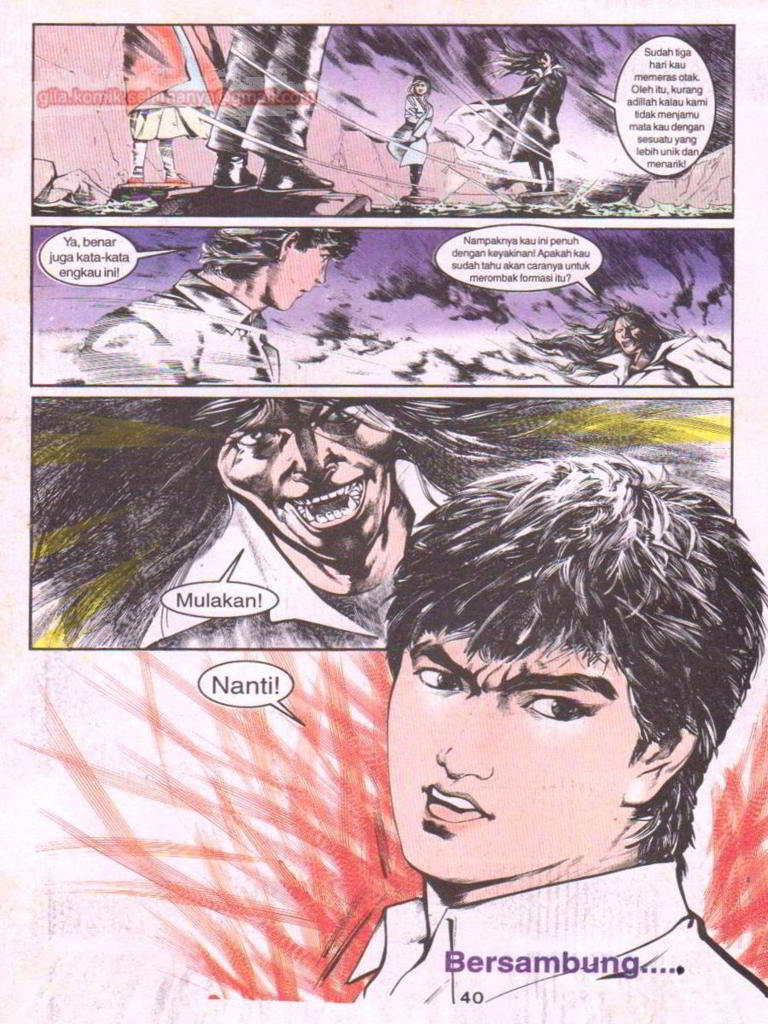 Sudah tiga
hari kau
memeras otak.
Oleh itu, kurang
adillah kalau kami
tidak menjamu
mata kau dengan
sesuatu yang
lebih unik dan
menarik!
Ya, benar
juga kata-kata
engkau ini!
Nampaknya kau ini penuh
dengan keyakinan! Apakah kau
sudah tahu akan caranya untuk
merombak formasi itu?
Mulakan!
Nanti!
Bersambung.....
40